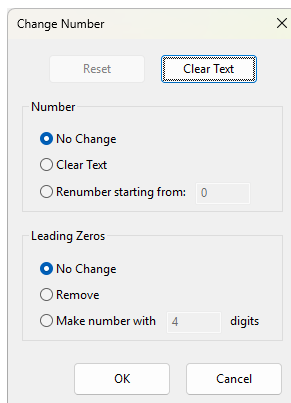 Change Number
Reset Clear Text
Number
No Change
Clear Text
Renumber starting from: 0
Leading Zeros
No Change
Remove
Make number with 4 digits
OK Cancel